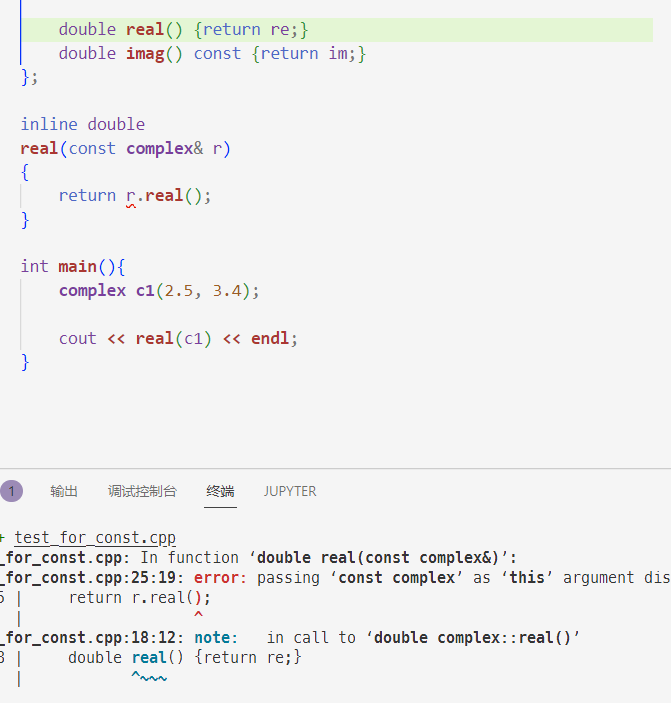 double real() {return re;}
double imag() const {return im;}
};
inline double
real(const complex& r)
{
return r.real();
}
int main(){
complex c1(2.5, 3.4);
cout << real(c1) << endl;
}
1 输出 调试控制台 终端 JUPYTER
+ test_for_const.cpp
_for_const.cpp: In function ‘double real(const complex&)’:
_for_const.cpp:25:19: error: passing ‘const complex’ as ‘this’ argument dis
5 | return r.real();
| ^
_for_const.cpp:18:12: note: in call to ‘double complex::real()’
8 | double real() {return re;}
| ^~~~